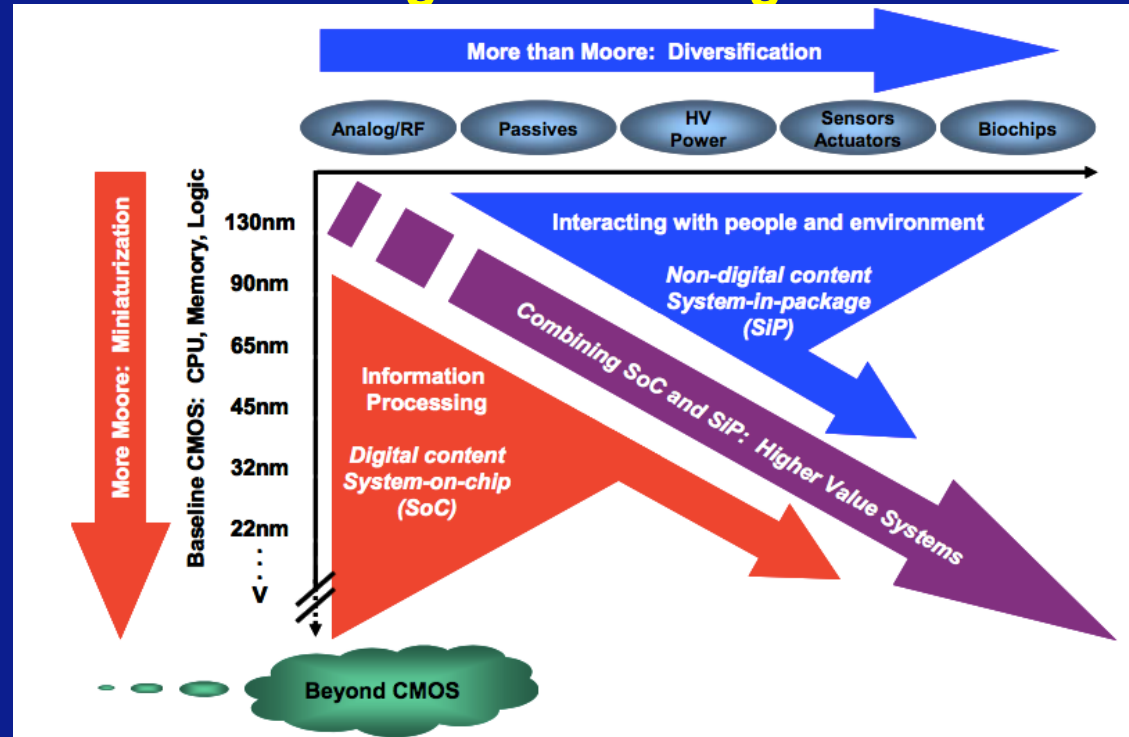 More than Moore: Diversification
Analog/RF
Passives
HV
Power
Sensors
Actuators
Biochips
More Moore: Miniaturization
Baseline CMOS: CPU, Memory, Logic
130nm
90nm
65nm
45nm
32nm
22nm
V
Interacting with people and environment
Non-digital content
System-in-package
(SiP)
Combining SoC and SiP: Higher Value Systems
Information
Processing
Digital content
System-on-chip
(SoC)
Beyond CMOS